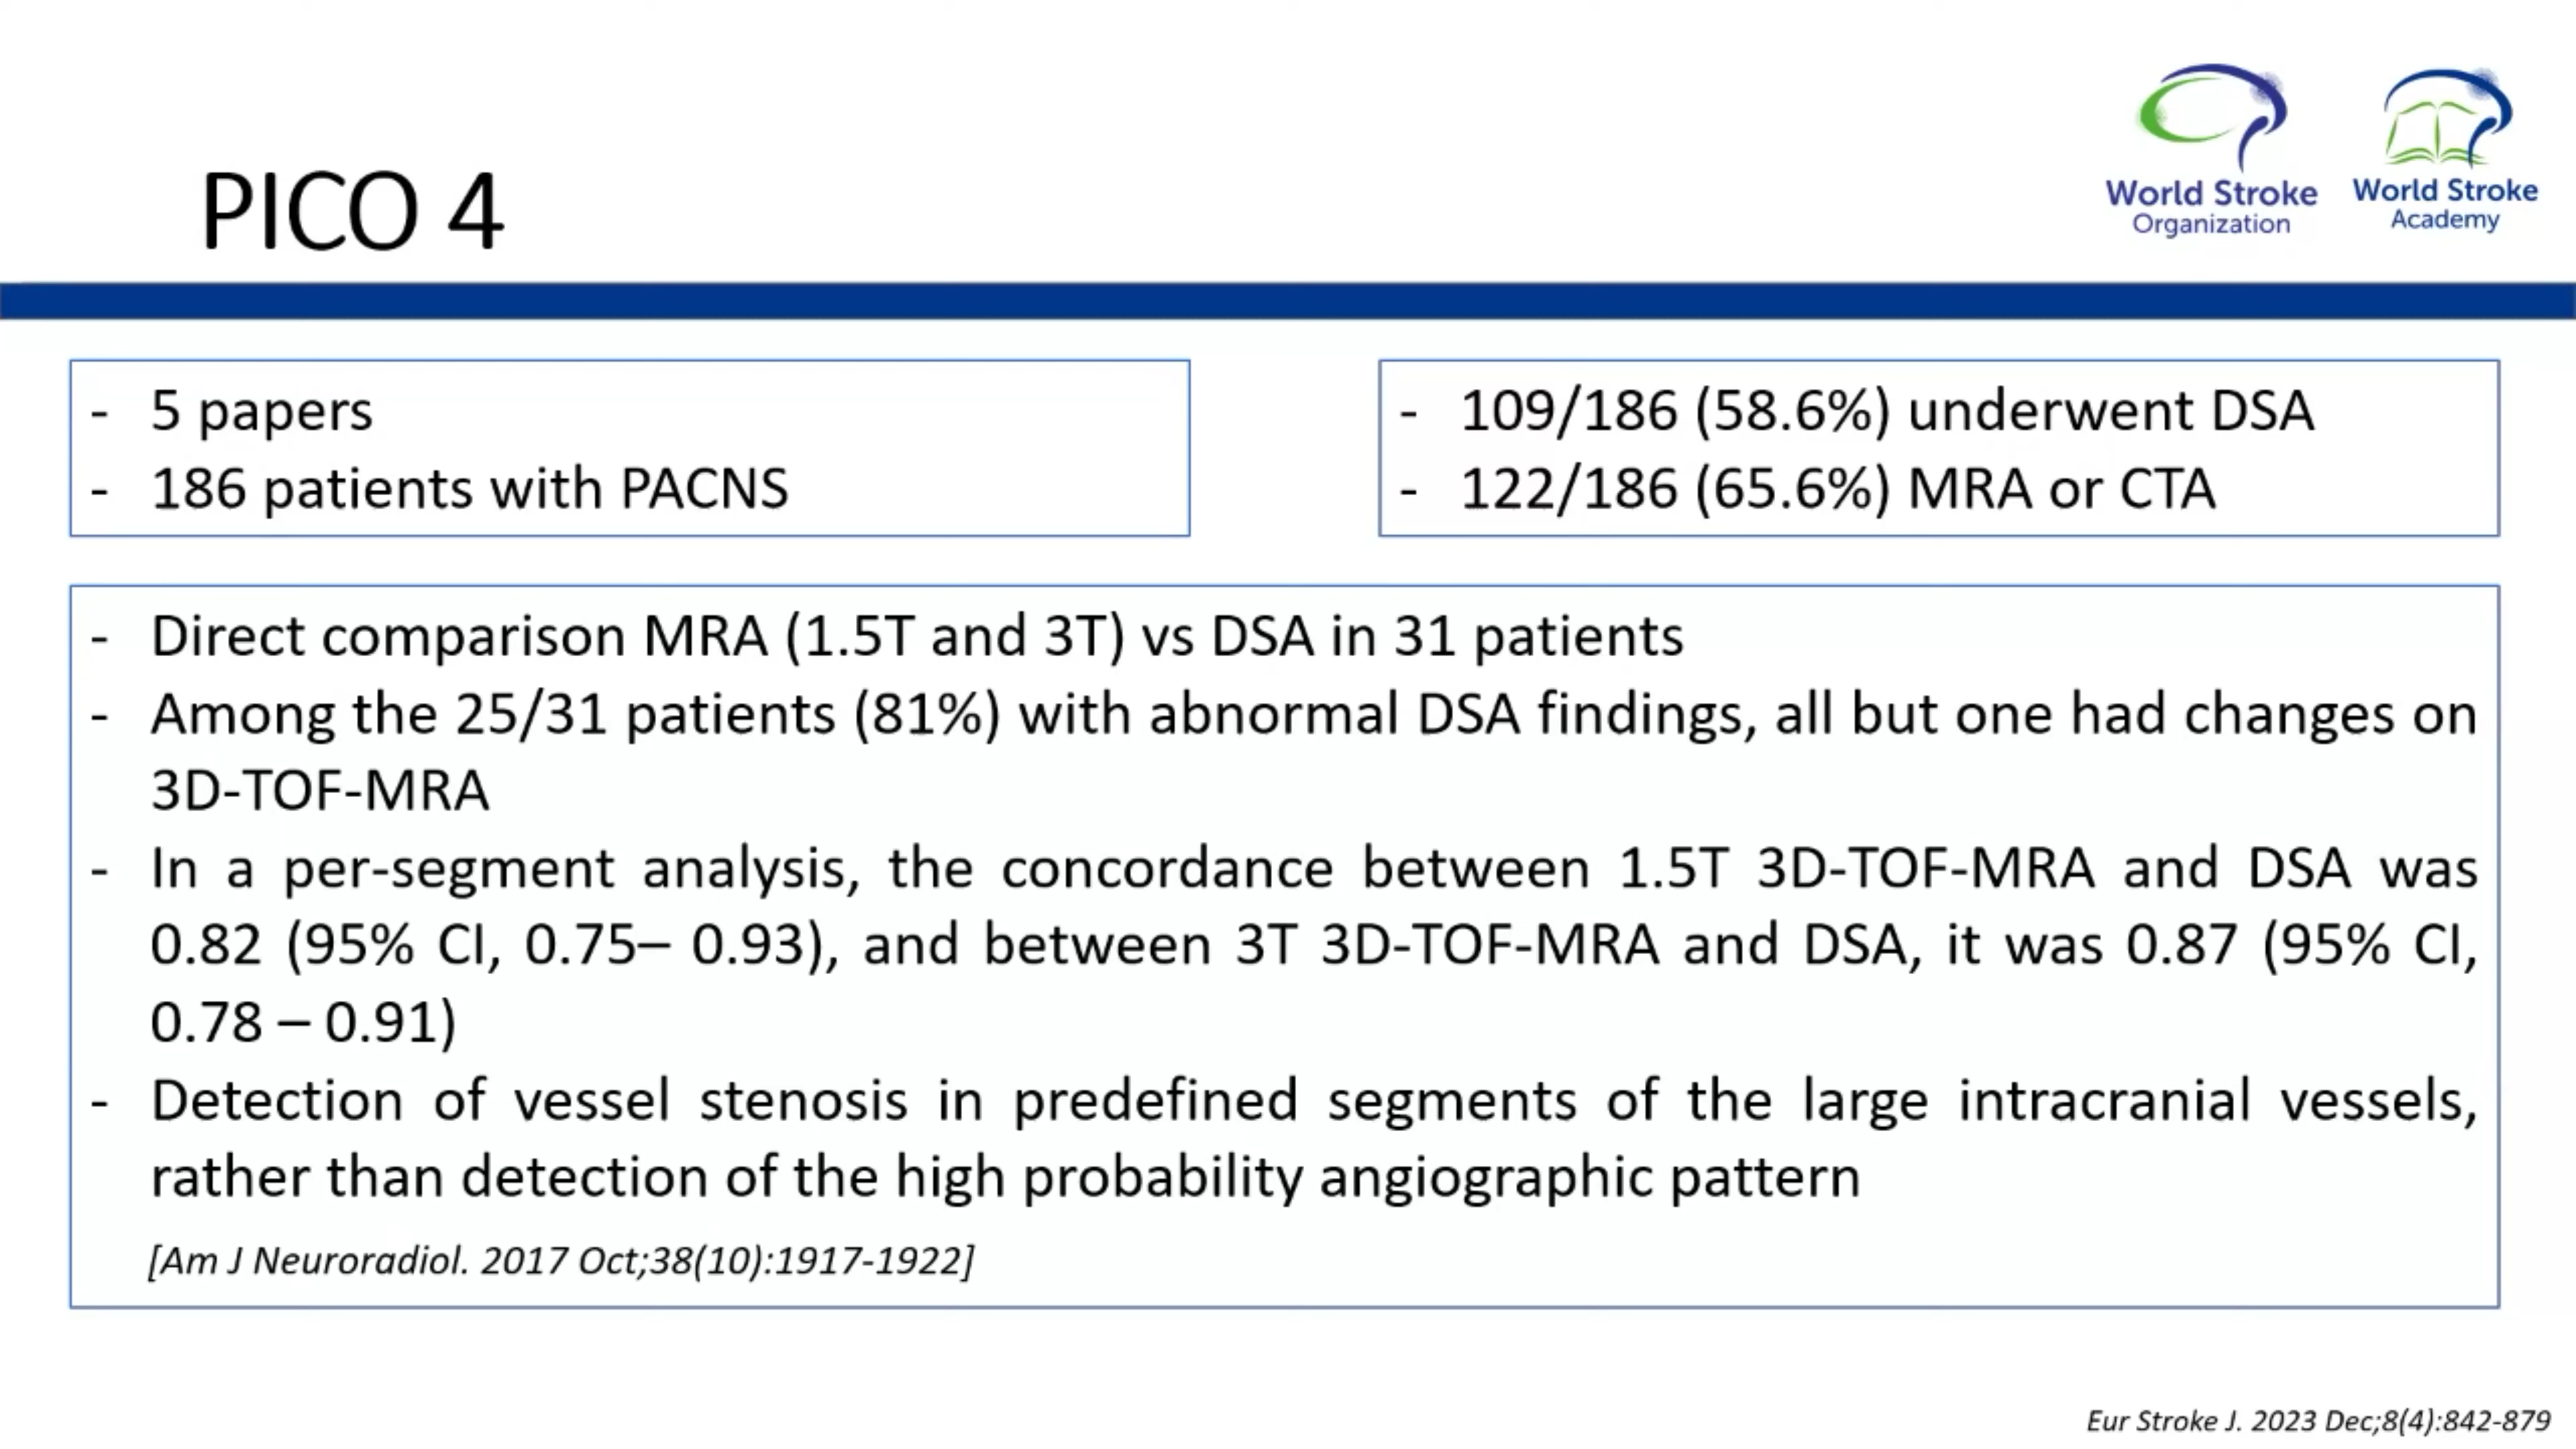 World Stroke
Organization
World Stroke
Academy
PICO 4
- 5 papers
- 186 patients with PACNS
- 109/186 (58.6%) underwent DSA
- 122/186 (65.6%) MRA or CTA
- Direct comparison MRA (1.5T and 3T) vs DSA in 31 patients
- Among the 25/31 patients (81%) with abnormal DSA findings, all but one had changes on
3D-TOF-MRA
- In a per-segment analysis, the concordance between 1.5T 3D-TOF-MRA and DSA was
0.82 (95% CI, 0.75– 0.93), and between 3T 3D-TOF-MRA and DSA, it was 0.87 (95% CI,
0.78 – 0.91)
- Detection of vessel stenosis in predefined segments of the large intracranial vessels,
rather than detection of the high probability angiographic pattern
[Am J Neuroradiol. 2017 Oct;38(10):1917-1922]
Eur Stroke J. 2023 Dec;8(4):842-879